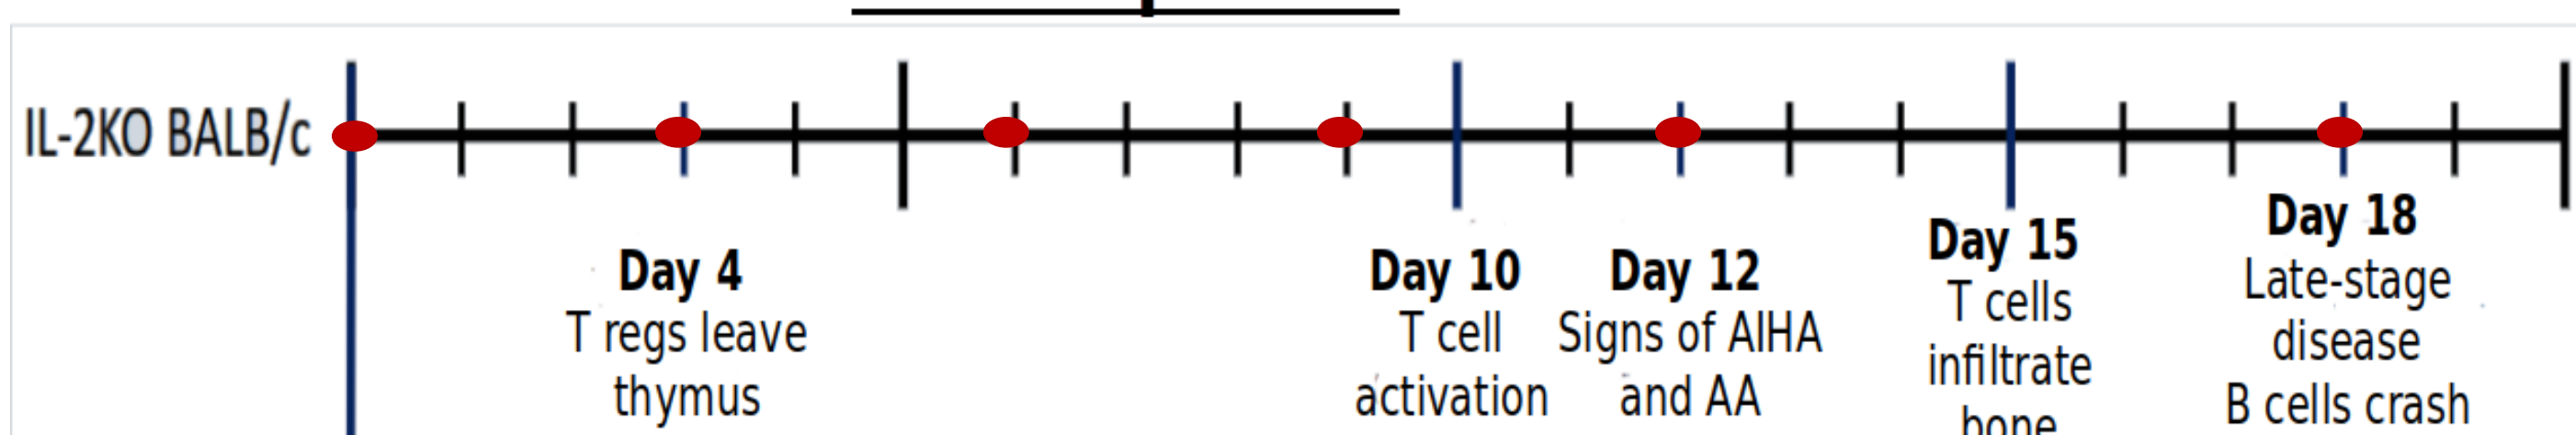 IL-2KO BALB/c
Day 4
T regs leave
thymus
Day 10
T cell
activation
Day 12
Signs of AIHA
and AA
Day 15
T cells
infiltrate
bone
Day 18
Late-stage
disease
B cells crash